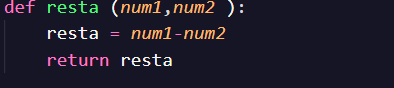 def resta (num1,num2 ):
    resta = num1-num2
    return resta